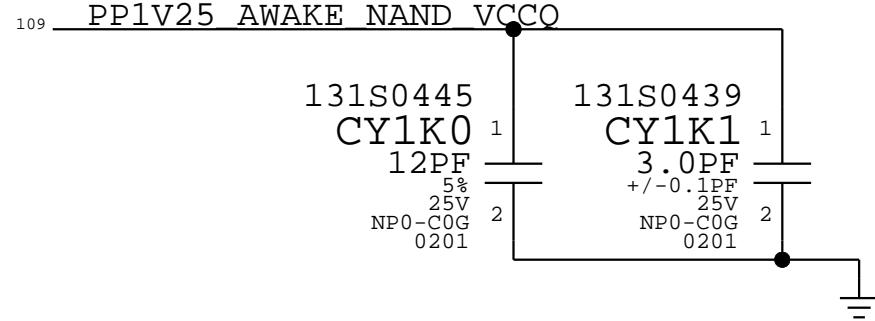 109 PP1V25_AWAKE_NAND_VCCQ
131S0445
CY1K0 1
12PF
5%
25V
NP0-C0G 2
0201
131S0439
CY1K1 1
3.0PF
+/-0.1PF
25V
NP0-C0G 2
0201